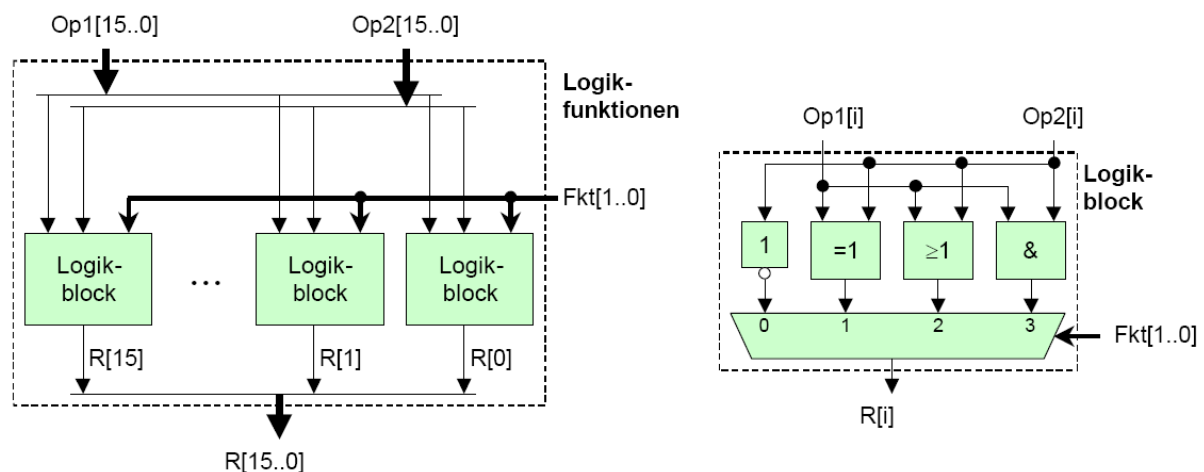 Op1[15..0]
Op2[15..0]
Logik-
funktionen
Fkt[1..0]
Logik-
block
...
Logik-
block
Logik-
block
R[15]
R[1]
R[0]
R[15..0]
Op1[i]
Op2[i]
Logik-
block
1
=1
≥1
&
0
1
2
3
Fkt[1..0]
R[i]